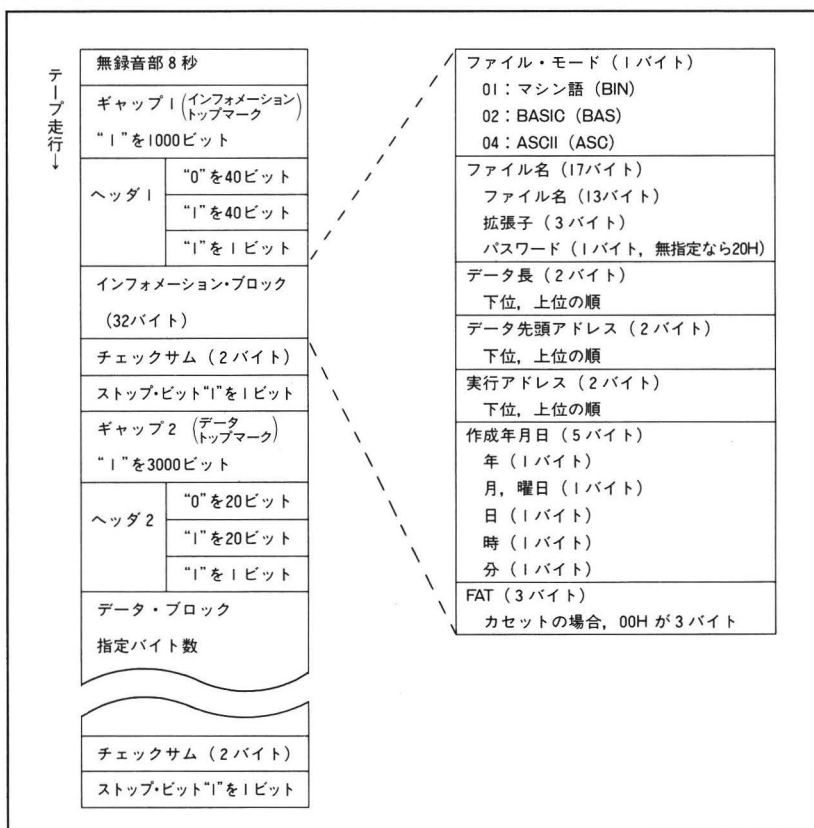 テープ走行→
無録音部8秒
ギャップ1(インフォメーション
トップマーク)
“1”を1000ビット
ヘッダ1
“0”を40ビット
“1”を40ビット
“1”を1ビット
インフォメーション・ブロック
(32バイト)
チェックサム(2バイト)
ストップ・ビット“1”を1ビット
ギャップ2(データ
トップマーク)
“1”を3000ビット
ヘッダ2
“0”を20ビット
“1”を20ビット
“1”を1ビット
データ・ブロック
指定バイト数
チェックサム(2バイト)
ストップ・ビット“1”を1ビット
ファイル・モード(1バイト)
01:マシン語(BIN)
02:BASIC(BAS)
04:ASCII(ASC)
ファイル名(17バイト)
ファイル名(13バイト)
拡張子(3バイト)
パスワード(1バイト,無指定なら20H)
データ長(2バイト)
下位,上位の順
データ先頭アドレス(2バイト)
下位,上位の順
実行アドレス(2バイト)
下位,上位の順
作成年月日(5バイト)
年(1バイト)
月,曜日(1バイト)
日(1バイト)
時(1バイト)
分(1バイト)
FAT(3バイト)
カセットの場合,00Hが3バイト